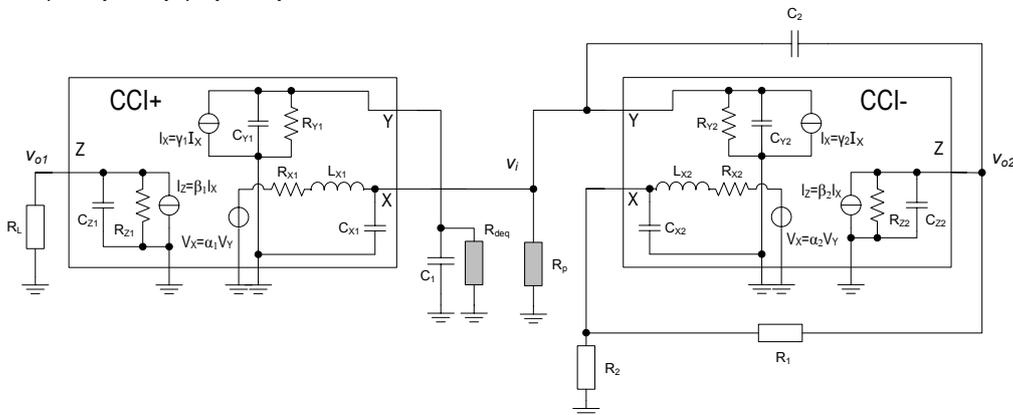 C2
CCI+
CCI-
IX=γ1IX
CY1
RY1
Y
Y
RY2
CY2
IX=γ2IX
vo1
Z
vi
Z
vo2
RX1
LX1
LX2
RX2
IZ=β1IX
X
X
IZ=β2IX
RL
CZ1
RZ1
CX1
CX2
RZ2
CZ2
VX=α1VY
VX=α2VY
Rdeq
C1
Rp
R1
R2